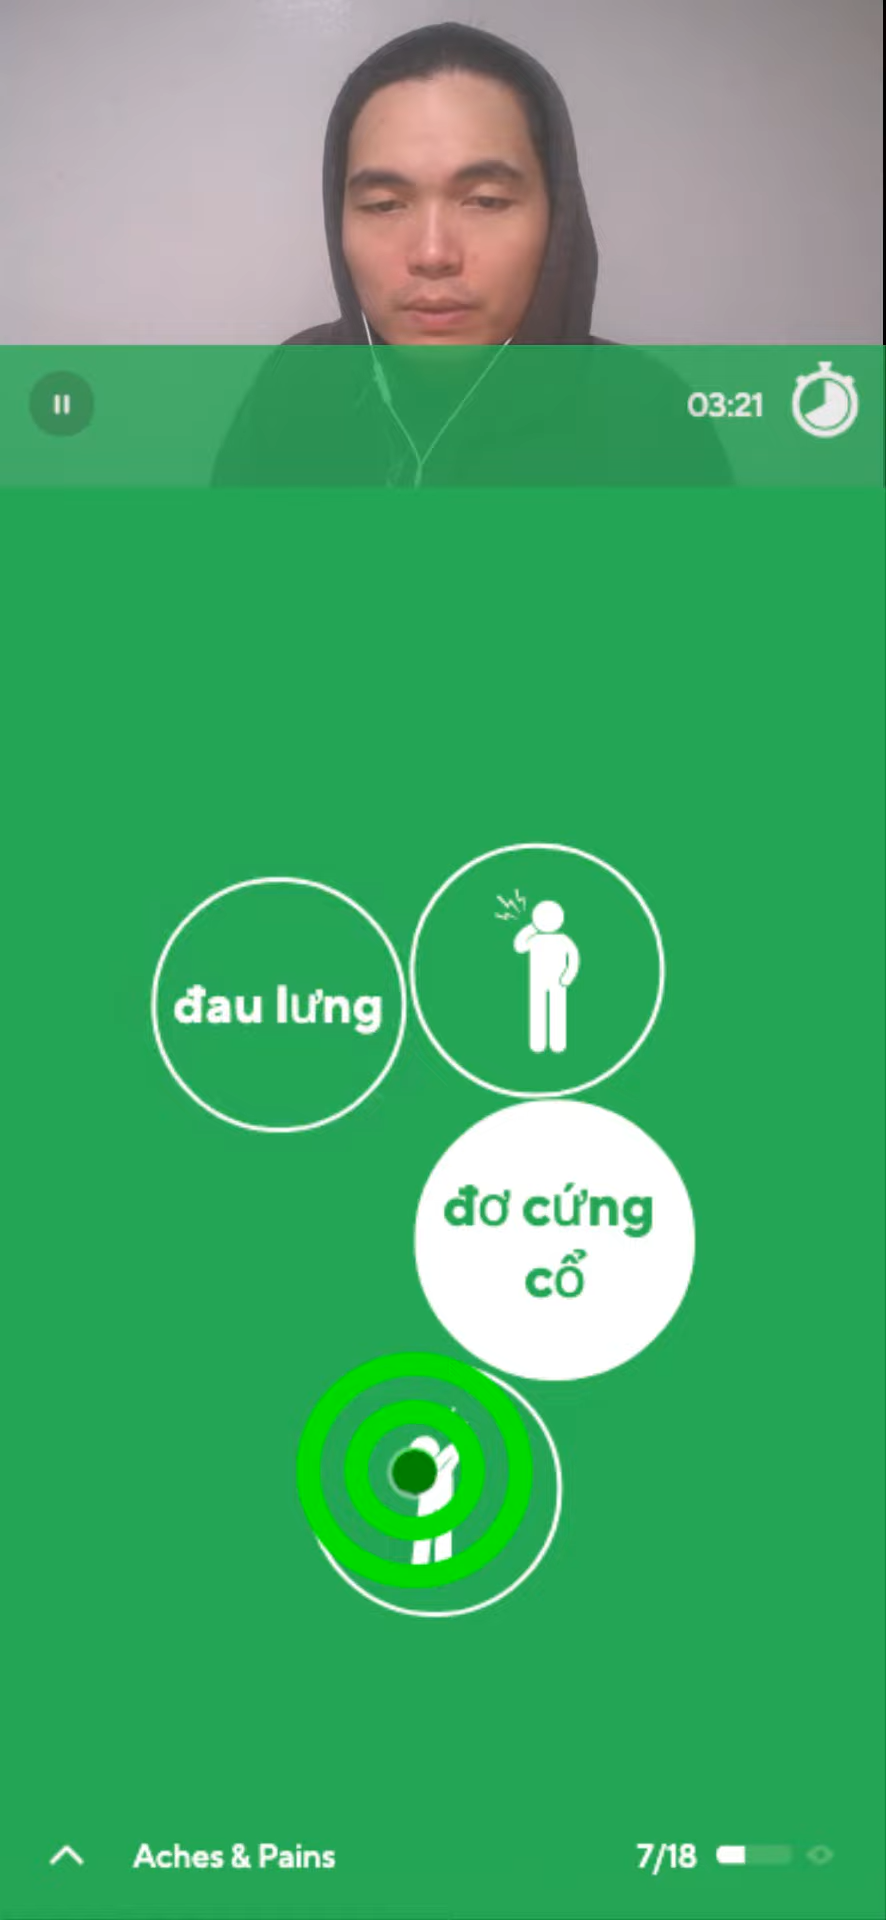 03:21
đau lưng
đơ cứng
cổ
Aches & Pains
7/18